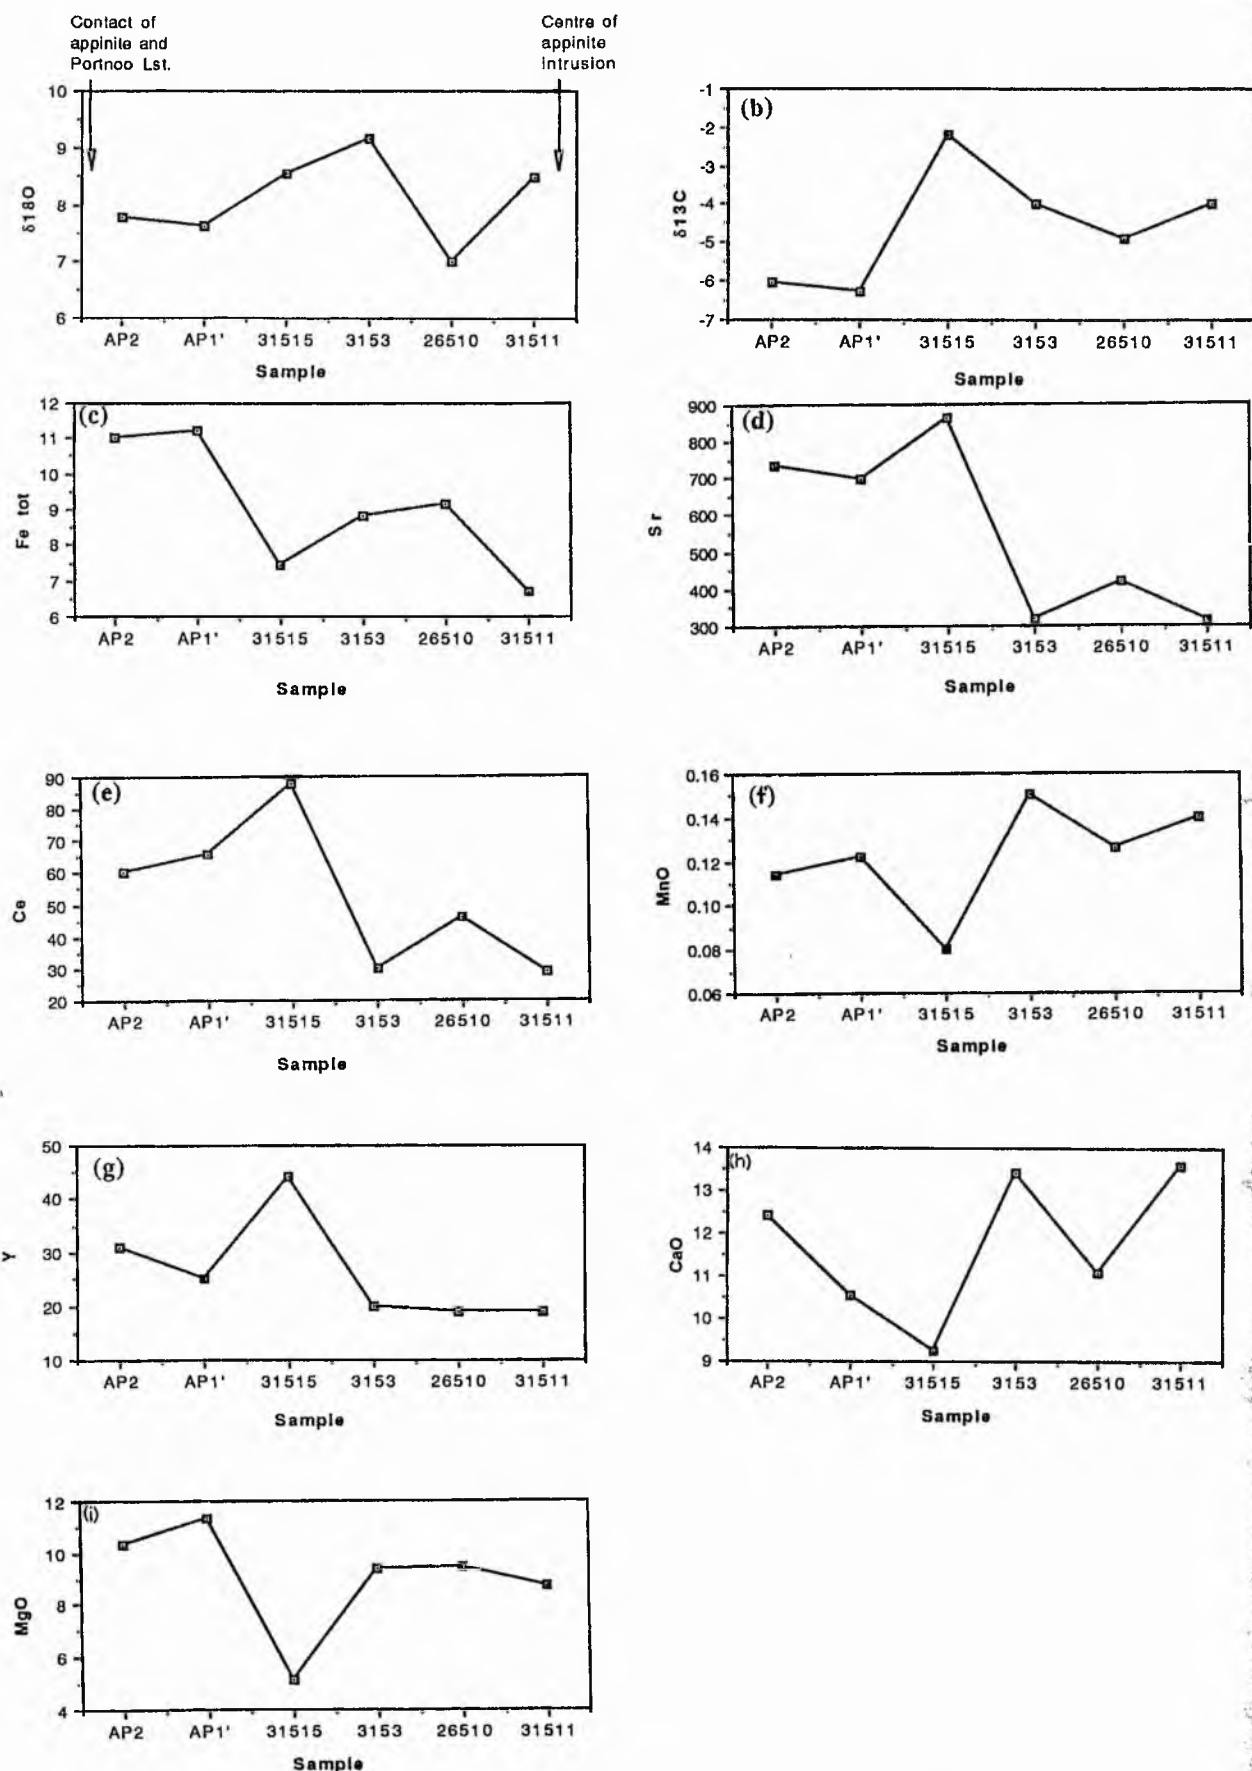 Contact of
appinite and
Portnoo Lst.
Centre of
appinite
intrusion
10
9
8
7
6
δ18O
AP2 AP1' 31515 3153 26510 31511
Sample
(b)
-1
-2
-3
-4
-5
-6
-7
δ13C
AP2 AP1' 31515 3153 26510 31511
Sample
(c)
12
11
10
9
8
7
6
Fe tot
AP2 AP1' 31515 3153 26510 31511
Sample
(d)
900
800
700
600
500
400
300
Sr
AP2 AP1' 31515 3153 26510 31511
Sample
(e)
90
80
70
60
50
40
30
20
Ce
AP2 AP1' 31515 3153 26510 31511
Sample
(f)
0.16
0.14
0.12
0.10
0.08
0.06
MnO
AP2 AP1' 31515 3153 26510 31511
Sample
(g)
50
40
30
20
10
Y
AP2 AP1' 31515 3153 26510 31511
Sample
(h)
14
13
12
11
10
9
CaO
AP2 AP1' 31515 3153 26510 31511
Sample
(i)
12
10
8
6
4
MgO
AP2 AP1' 31515 3153 26510 31511
Sample